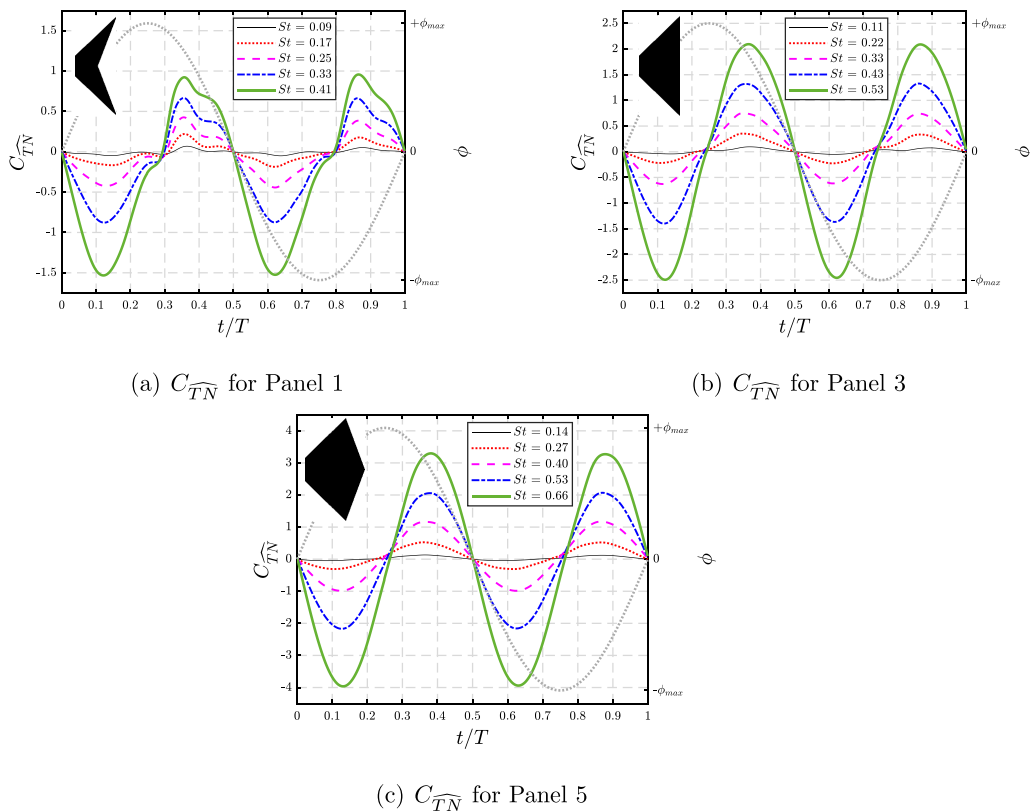 1.5
1
0.5
0
-0.5
-1
-1.5
C_{\widehat{TN}}
St = 0.09
St = 0.17
St = 0.25
St = 0.33
St = 0.41
+ϕmax
0
-ϕmax
ϕ
0 0.1 0.2 0.3 0.4 0.5 0.6 0.7 0.8 0.9 1
t/T
(a) C_{\widehat{TN}} for Panel 1
2.5
2
1.5
1
0.5
0
-0.5
-1
-1.5
-2
-2.5
C_{\widehat{TN}}
St = 0.11
St = 0.22
St = 0.33
St = 0.43
St = 0.53
+ϕmax
0
-ϕmax
ϕ
0 0.1 0.2 0.3 0.4 0.5 0.6 0.7 0.8 0.9 1
t/T
(b) C_{\widehat{TN}} for Panel 3
4
3
2
1
0
-1
-2
-3
-4
C_{\widehat{TN}}
St = 0.14
St = 0.27
St = 0.40
St = 0.53
St = 0.66
+ϕmax
0
-ϕmax
ϕ
0 0.1 0.2 0.3 0.4 0.5 0.6 0.7 0.8 0.9 1
t/T
(c) C_{\widehat{TN}} for Panel 5